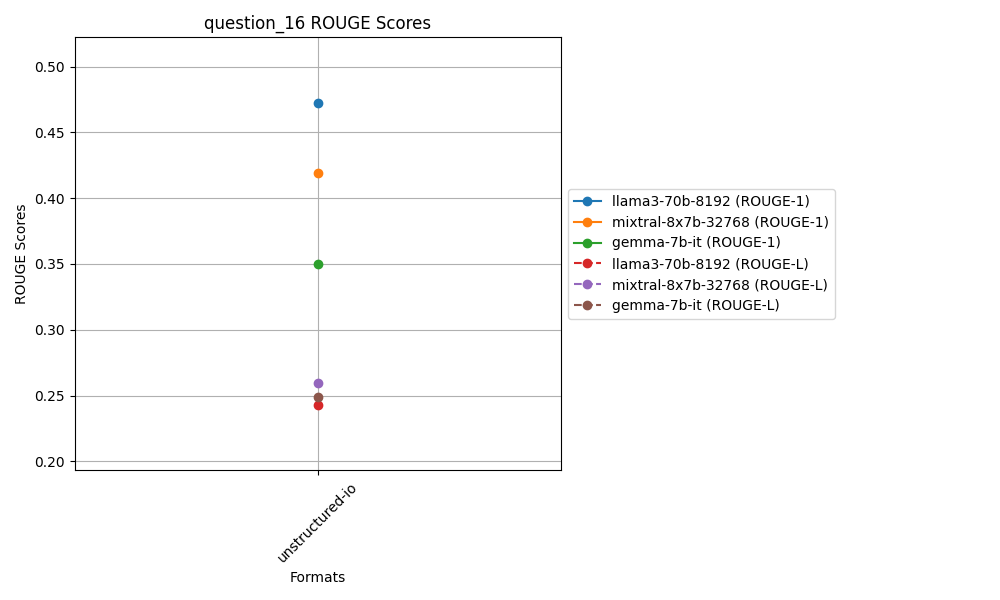 question_16 ROUGE Scores
ROUGE Scores
0.50
0.45
0.40
0.35
0.30
0.25
0.20
unstructured-io
Formats
llama3-70b-8192 (ROUGE-1)
mixtral-8x7b-32768 (ROUGE-1)
gemma-7b-it (ROUGE-1)
llama3-70b-8192 (ROUGE-L)
mixtral-8x7b-32768 (ROUGE-L)
gemma-7b-it (ROUGE-L)